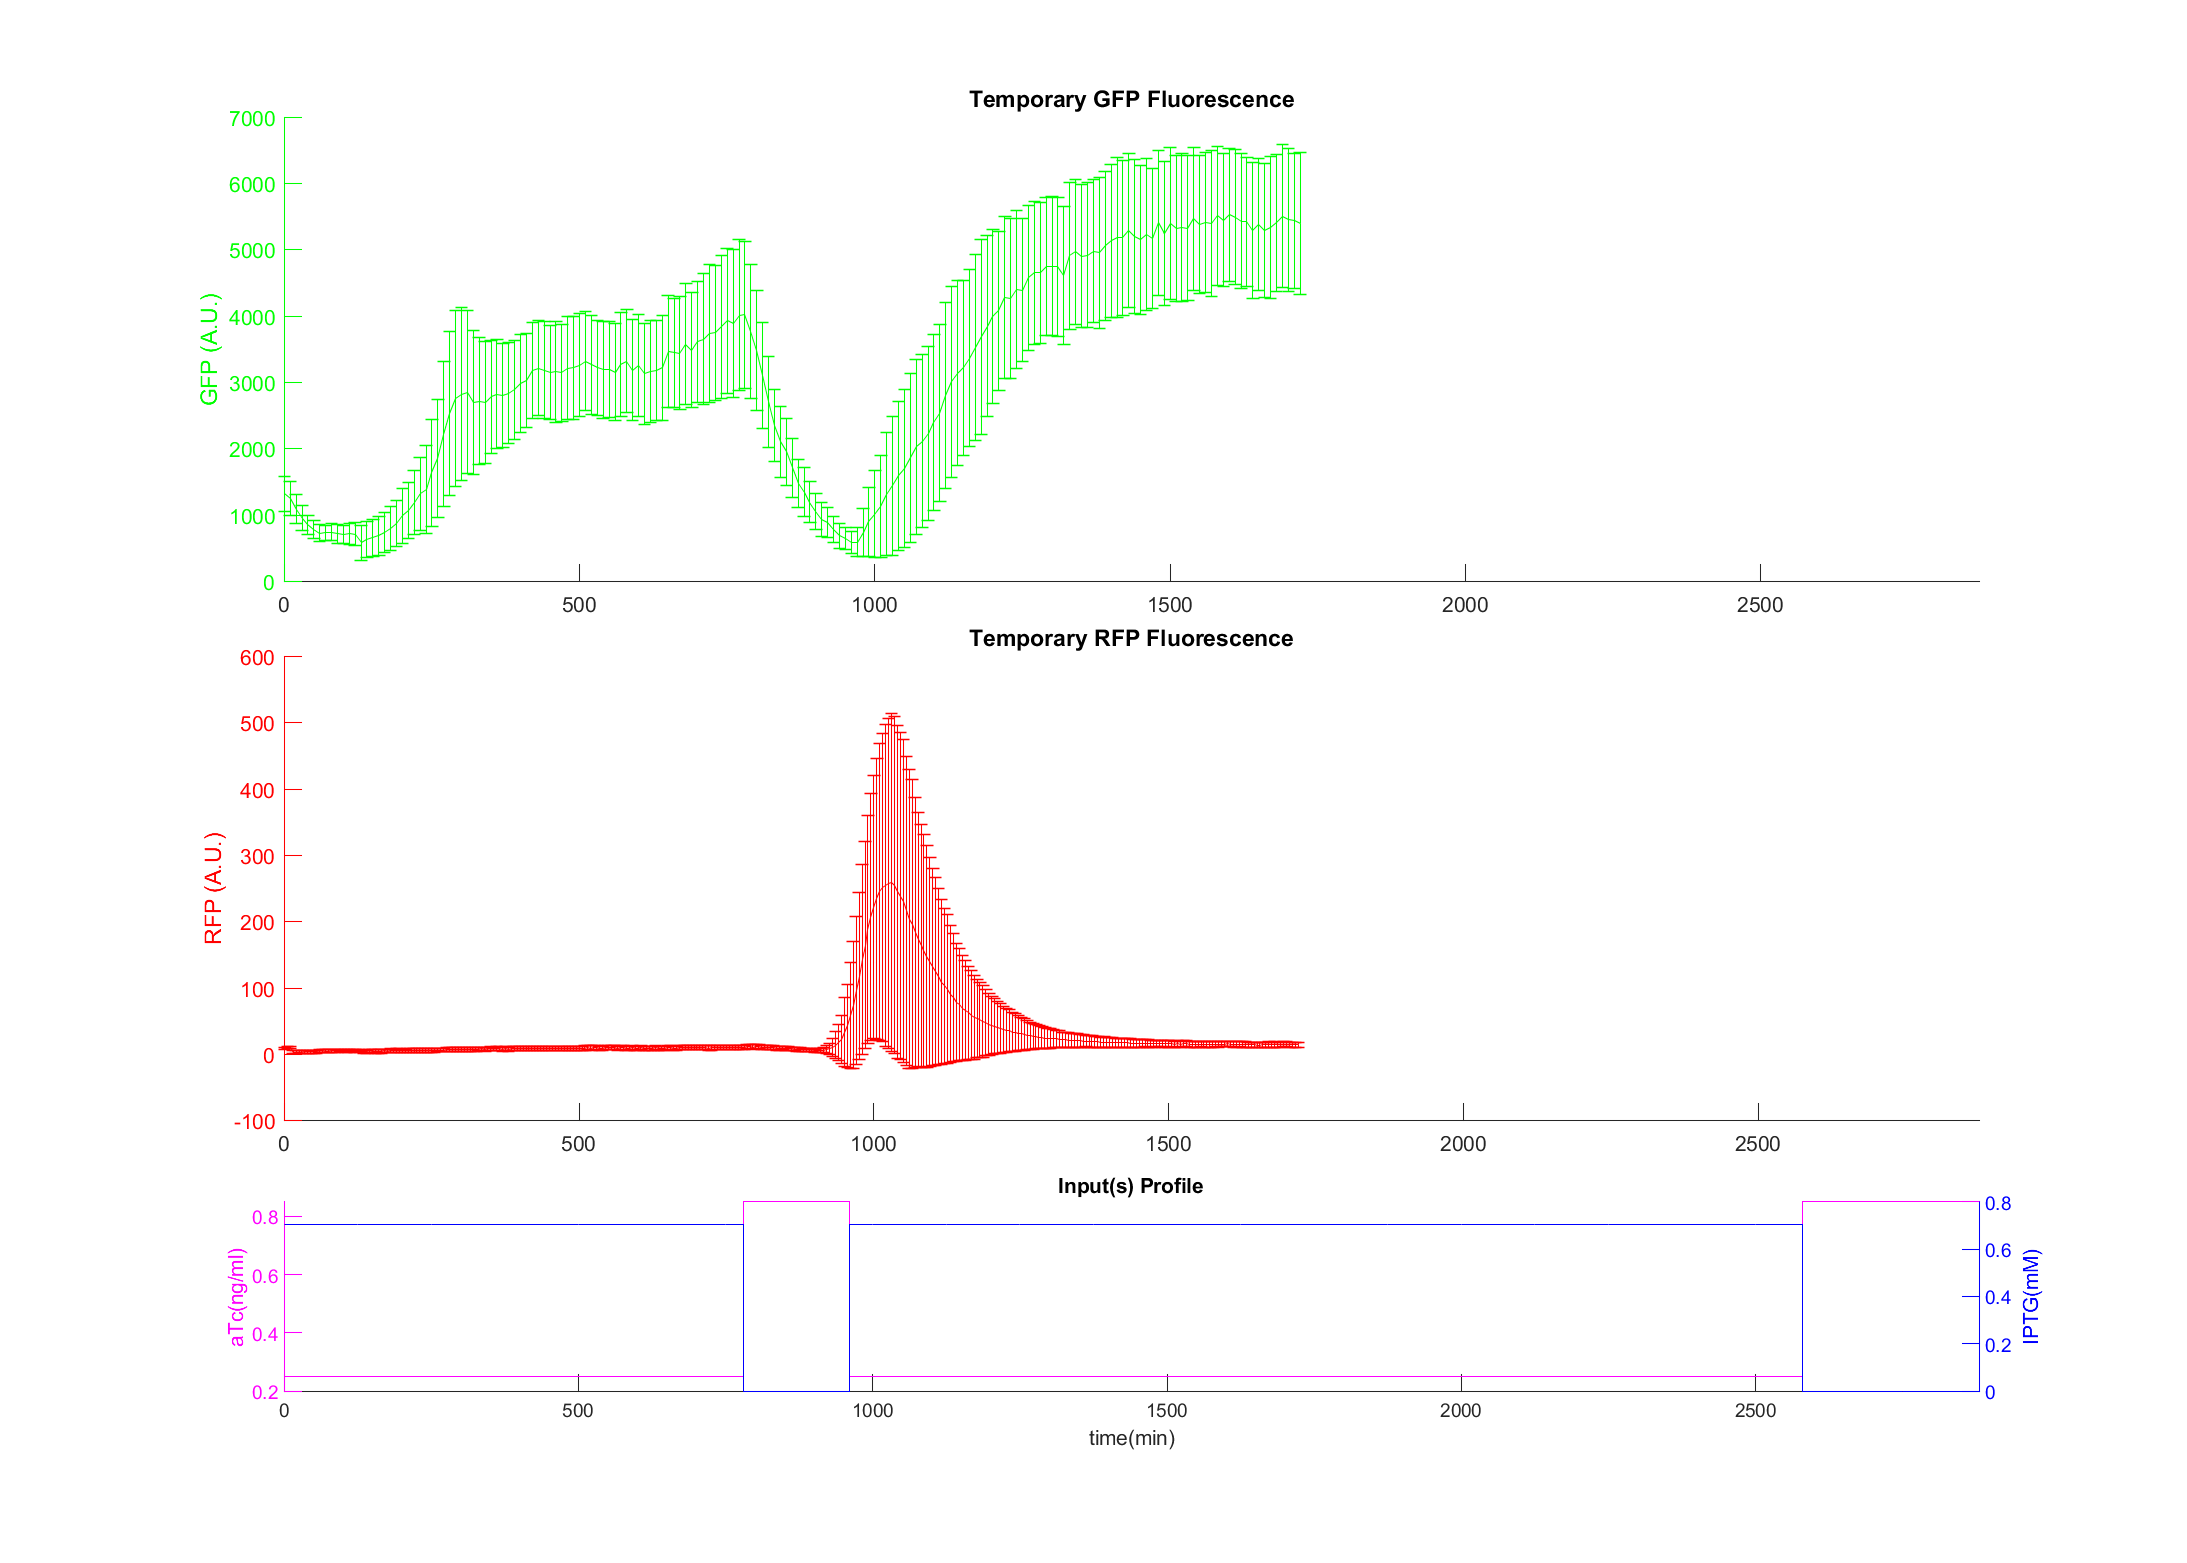 Temporary GFP Fluorescence
7000
6000
5000
4000
3000
2000
1000
0
GFP (A.U.)
0 500 1000 1500 2000 2500
Temporary RFP Fluorescence
600
500
400
300
200
100
0
-100
RFP (A.U.)
0 500 1000 1500 2000 2500
Input(s) Profile
0.8
0.6
0.4
0.2
aTc(ng/ml)
0.8
0.6
0.4
0.2
0
IPTG(mM)
0 500 1000 1500 2000 2500
time(min)